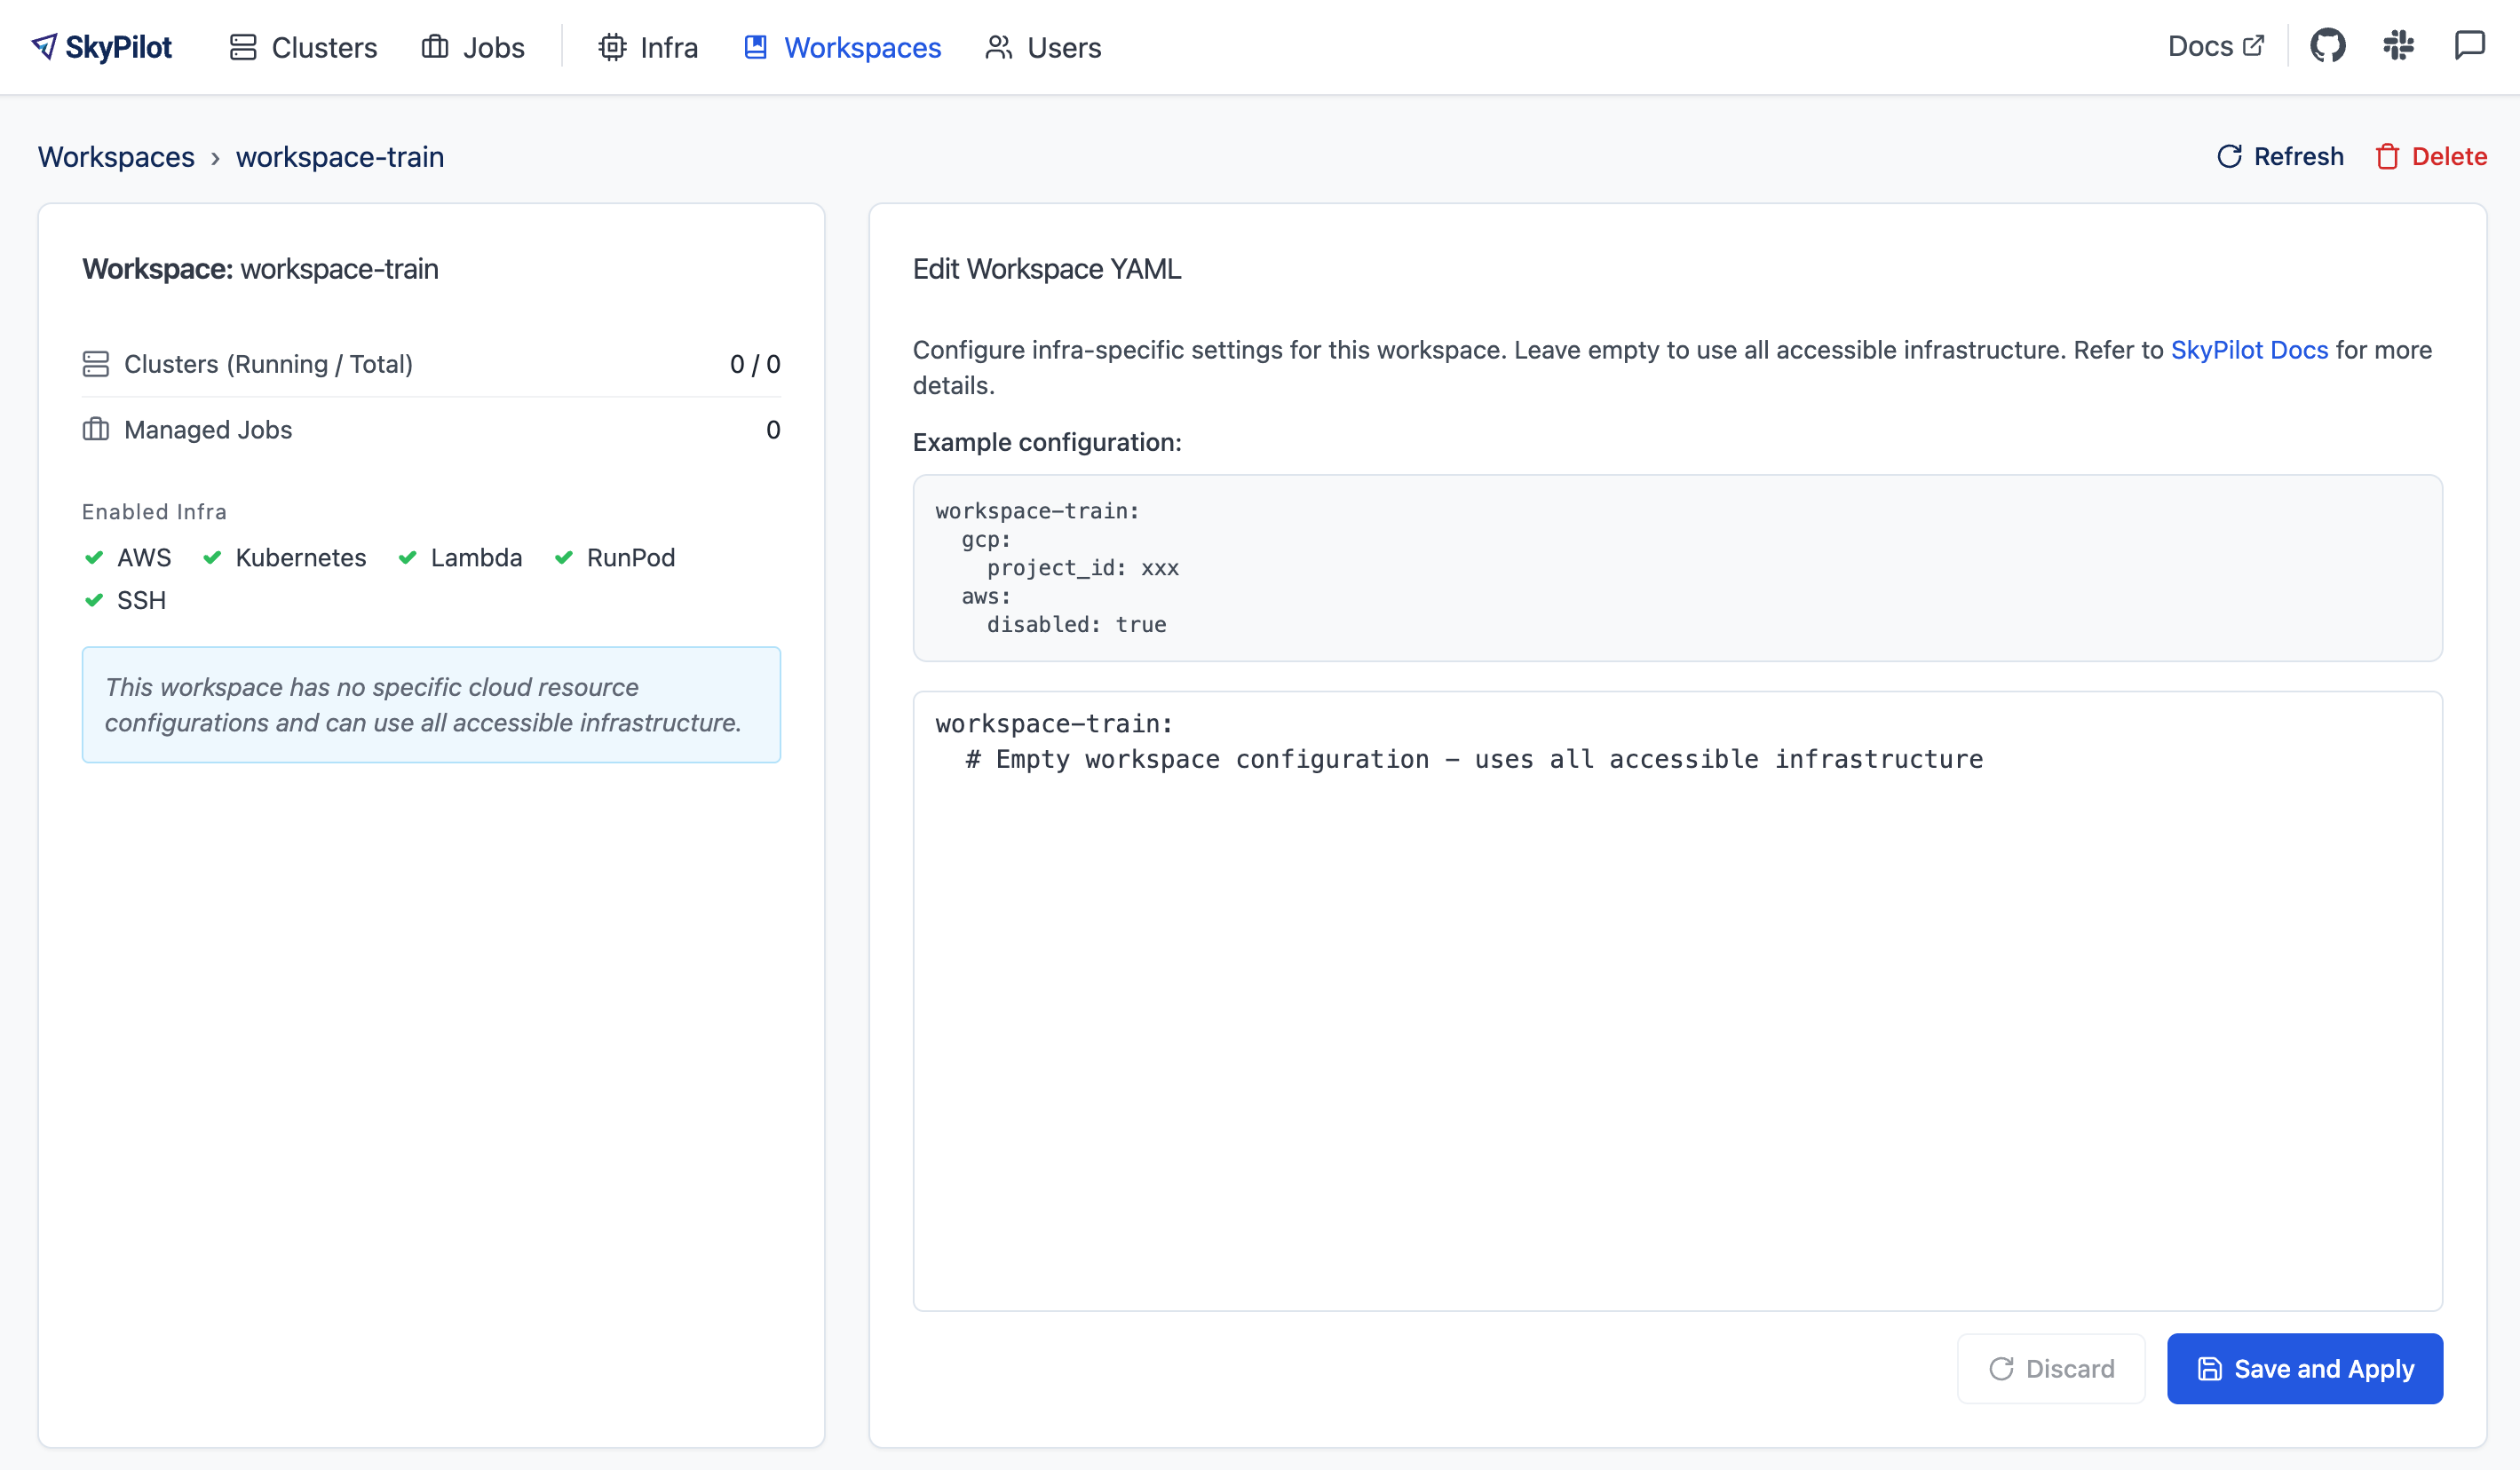 SkyPilot Clusters Jobs Infra Workspaces Users Docs
Workspaces › workspace-train Refresh Delete
Workspace: workspace-train
Clusters (Running / Total) 0 / 0
Managed Jobs 0
Enabled Infra
AWS Kubernetes Lambda RunPod
SSH
This workspace has no specific cloud resource
configurations and can use all accessible infrastructure.
Edit Workspace YAML
Configure infra-specific settings for this workspace. Leave empty to use all accessible infrastructure. Refer to SkyPilot Docs for more
details.
Example configuration:
workspace-train:
  gcp:
    project_id: xxx
  aws:
    disabled: true
workspace-train:
  # Empty workspace configuration - uses all accessible infrastructure
Discard Save and Apply